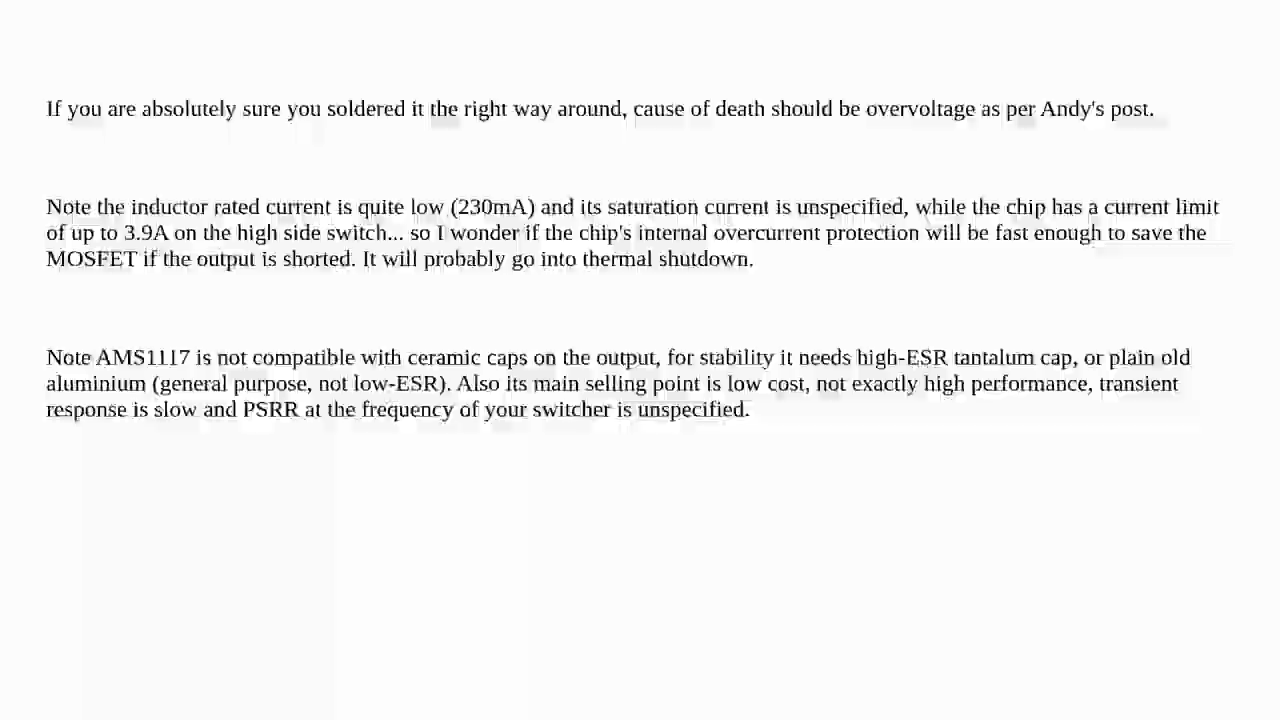 If you are absolutely sure you soldered it the right way around, cause of death should be overvoltage as per Andy's post.
Note the inductor rated current is quite low (230mA) and its saturation current is unspecified, while the chip has a current limit
of up to 3.9A on the high side switch... so I wonder if the chip's internal overcurrent protection will be fast enough to save the
MOSFET if the output is shorted. It will probably go into thermal shutdown.
Note AMS1117 is not compatible with ceramic caps on the output, for stability it needs high-ESR tantalum cap, or plain old
aluminium (general purpose, not low-ESR). Also its main selling point is low cost, not exactly high performance, transient
response is slow and PSRR at the frequency of your switcher is unspecified.